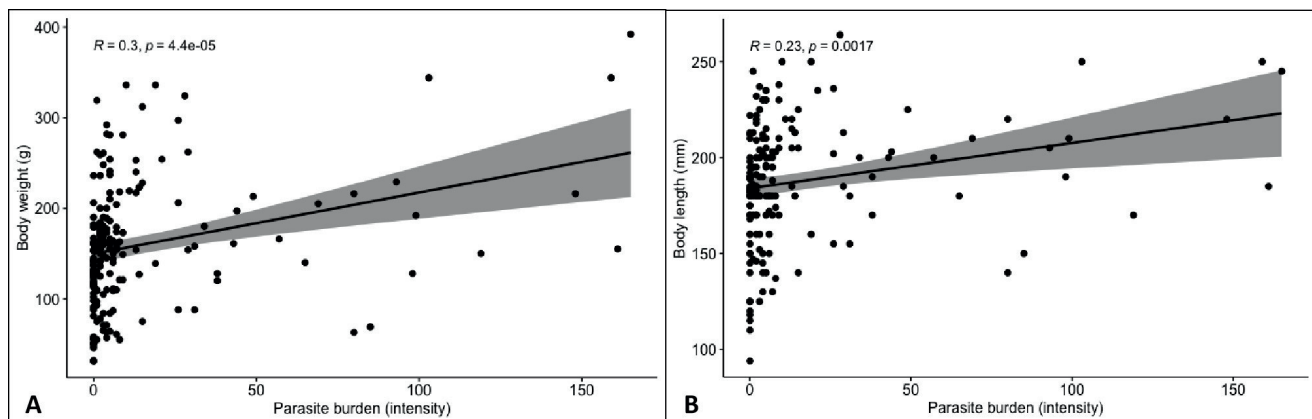 R = 0.3, p = 4.4e-05
400
300
200
100
Body weight (g)
0
50
100
150
Parasite burden (intensity)
A
R = 0.23, p = 0.0017
250
200
150
100
Body length (mm)
0
50
100
150
Parasite burden (intensity)
B